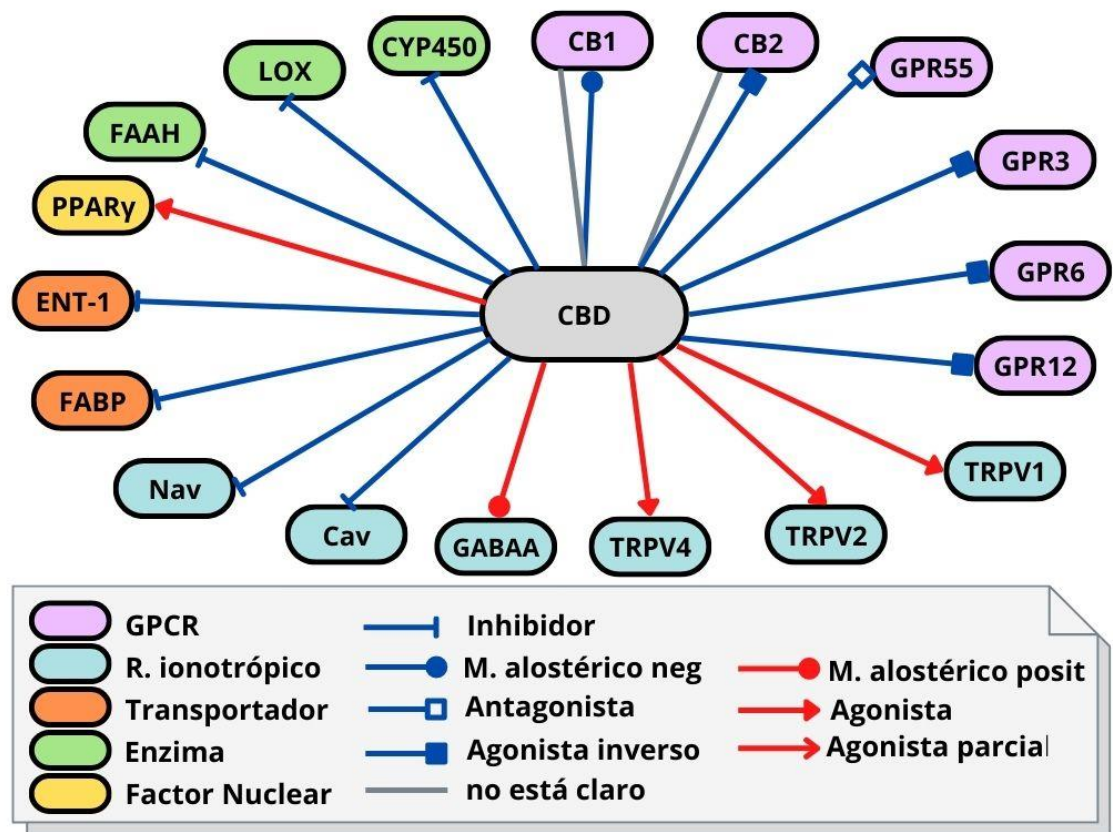 CYP450
CB1
CB2
LOX
GPR55
FAAH
GPR3
PPARγ
GPR6
ENT-1
CBD
GPR12
FABP
TRPV1
Nav
Cav
GABAA
TRPV4
TRPV2
GPCR
R. ionotrópico
Transportador
Enzima
Factor Nuclear
Inhibidor
M. alostérico neg
Antagonista
Agonista inverso
no está claro
M. alostérico posit
Agonista
Agonista parcial